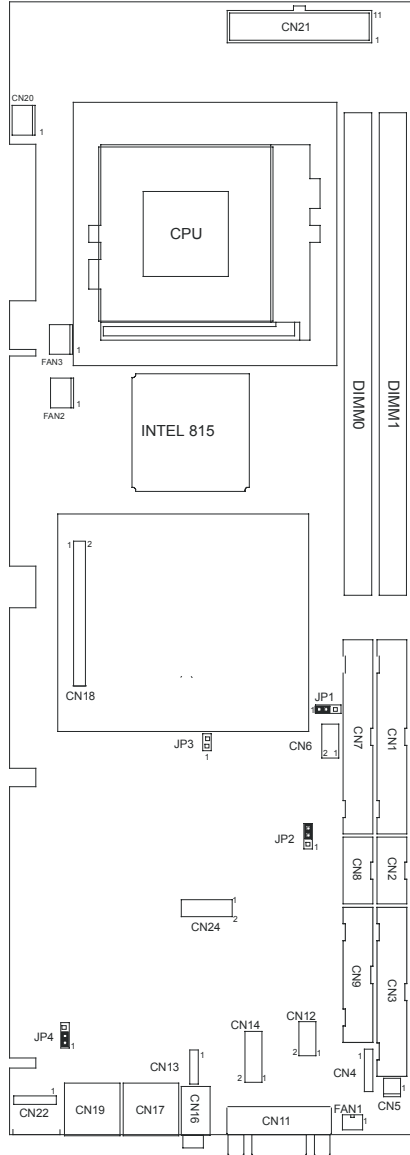 11
CN21
1
CN20
1
CPU
DIMM0
DIMM1
1
FAN3
1
FAN2
INTEL 815
1 2
CN18
JP1
1
JP3
1
CN6
2 1
CN7
CN1
JP2
1
CN8
CN2
1
CN24
2
CN9
CN3
JP4
1
CN12
2 1
CN14
2 1
CN13
1
1
CN4
CN5
1
CN22
CN19
CN17
CN16
CN11
FAN1
1